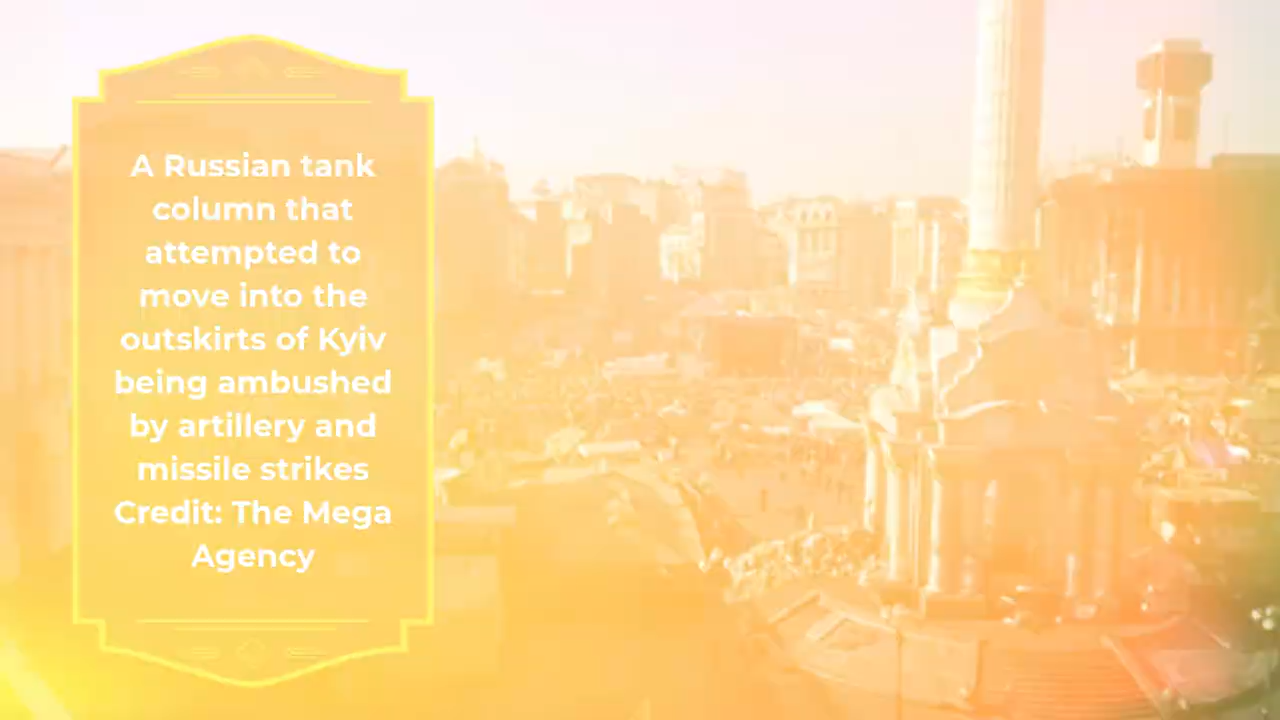 A Russian tank
column that
attempted to
move into the
outskirts of Kyiv
being ambushed
by artillery and
missile strikes
Credit: The Mega
Agency